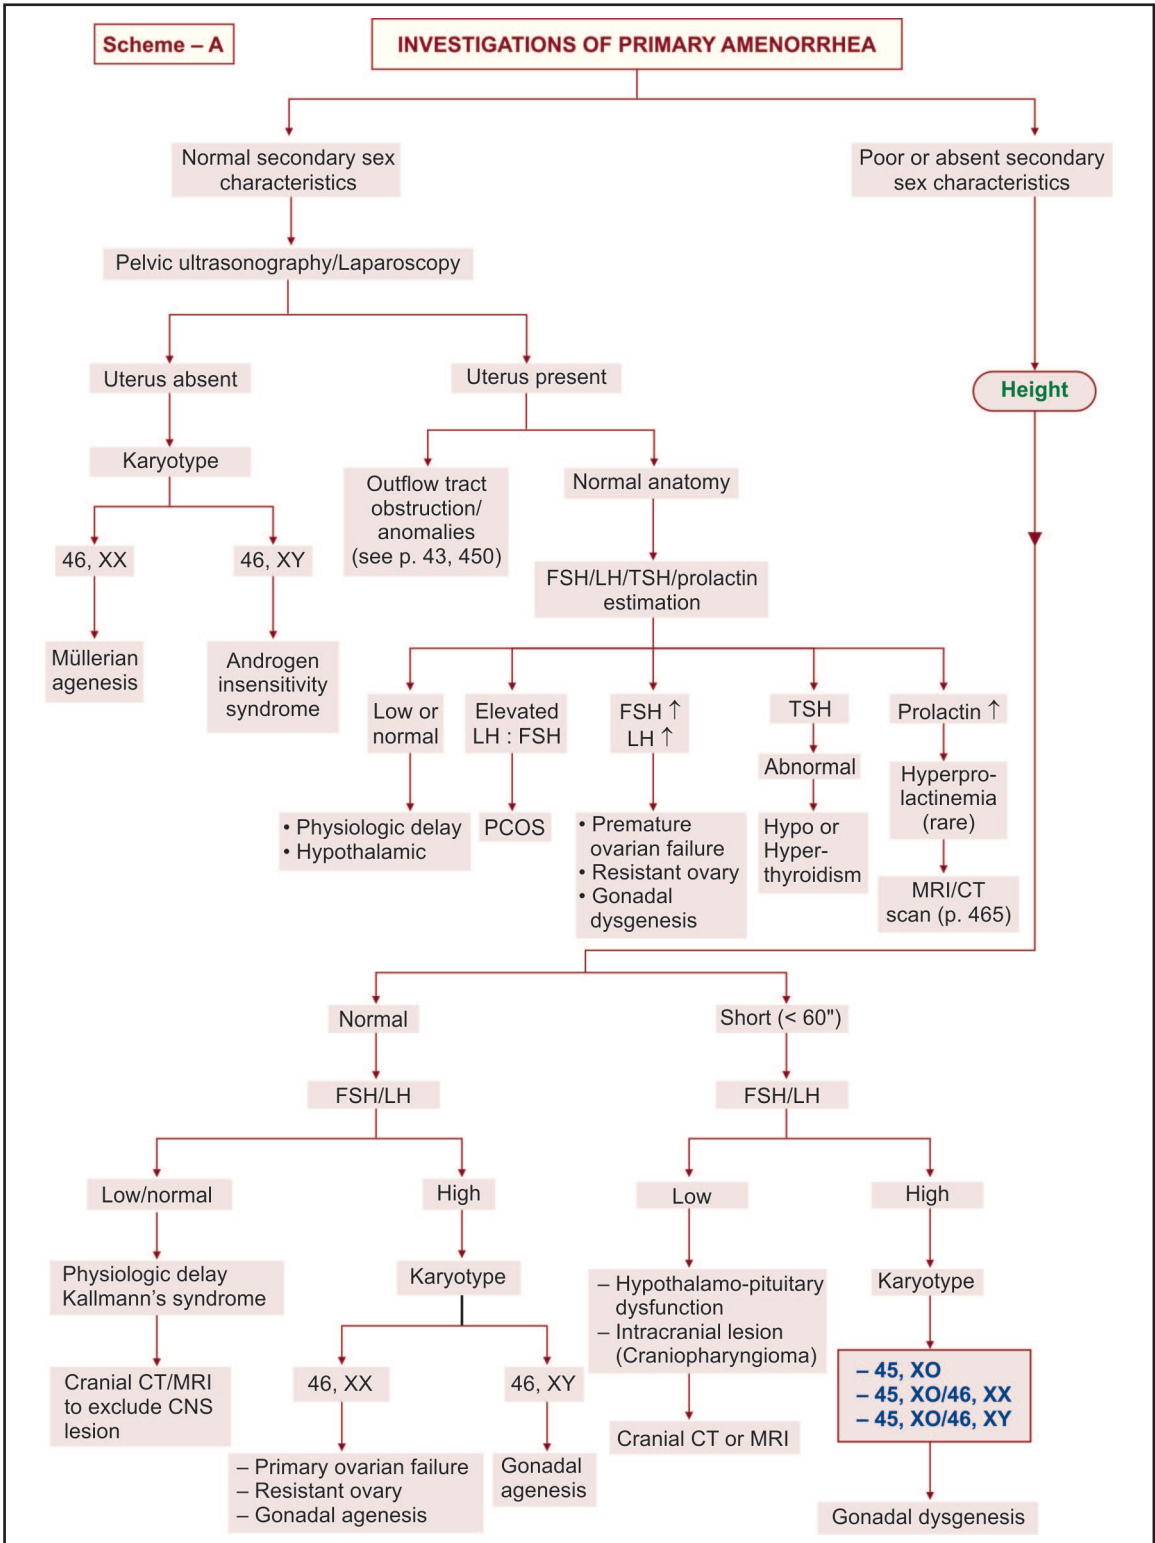 Scheme – A
INVESTIGATIONS OF PRIMARY AMENORRHEA
Normal secondary sex
characteristics
Poor or absent secondary
sex characteristics
Pelvic ultrasonography/Laparoscopy
Uterus absent
Uterus present
Height
Karyotype
Outflow tract
obstruction/
anomalies
(see p. 43, 450)
Normal anatomy
46, XX
46, XY
FSH/LH/TSH/prolactin
estimation
Müllerian
agenesis
Androgen
insensitivity
syndrome
Low or
normal
Elevated
LH : FSH
FSH ↑
LH ↑
TSH
Prolactin ↑
Abnormal
Hyperpro-
lactinemia
(rare)
• Physiologic delay
• Hypothalamic
PCOS
• Premature
ovarian failure
• Resistant ovary
• Gonadal
dysgenesis
Hypo or
Hyper-
thyroidism
MRI/CT
scan (p. 465)
Normal
Short (< 60")
FSH/LH
FSH/LH
Low/normal
High
Low
High
Physiologic delay
Kallmann's syndrome
Karyotype
– Hypothalamo-pituitary
dysfunction
– Intracranial lesion
(Craniopharyngioma)
Karyotype
Cranial CT/MRI
to exclude CNS
lesion
46, XX
46, XY
– 45, XO
– 45, XO/46, XX
– 45, XO/46, XY
Cranial CT or MRI
– Primary ovarian failure
– Resistant ovary
– Gonadal agenesis
Gonadal
agenesis
Gonadal dysgenesis